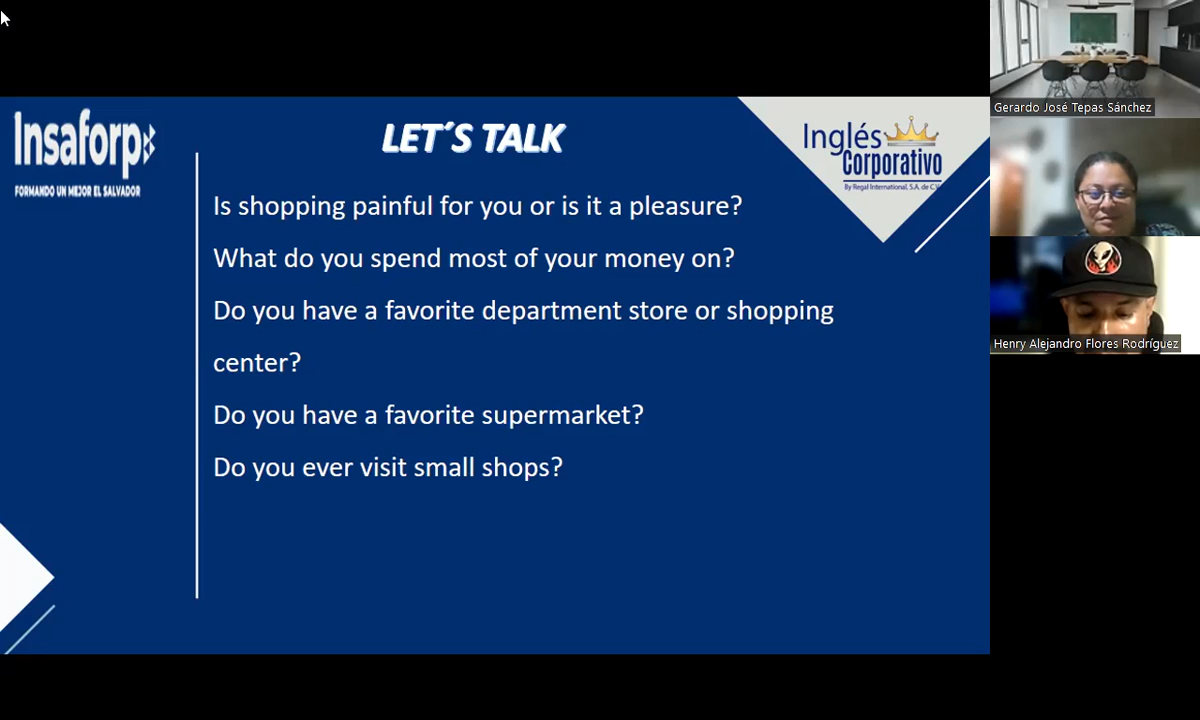 Insaforp
FORMANDO UN MEJOR EL SALVADOR
LET´S TALK
Inglés
Corporativo
By Regal International, S.A. de C.V.
Is shopping painful for you or is it a pleasure?
What do you spend most of your money on?
Do you have a favorite department store or shopping
center?
Do you have a favorite supermarket?
Do you ever visit small shops?
Gerardo José Tepas Sánchez
Henry Alejandro Flores Rodríguez